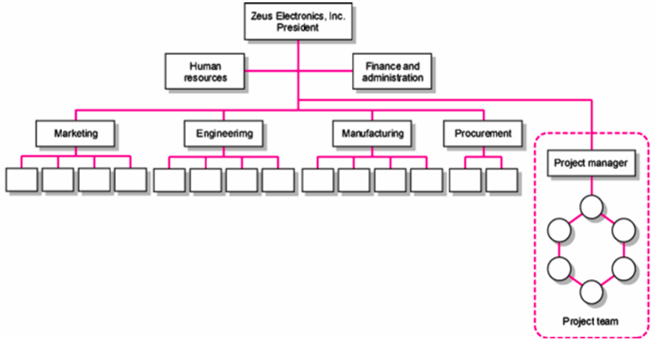 Zeus Electronics, Inc.
President
Human
resources
Finance and
administration
Marketing
Engineerimg
Manufacturing
Procurement
Project manager
Project team